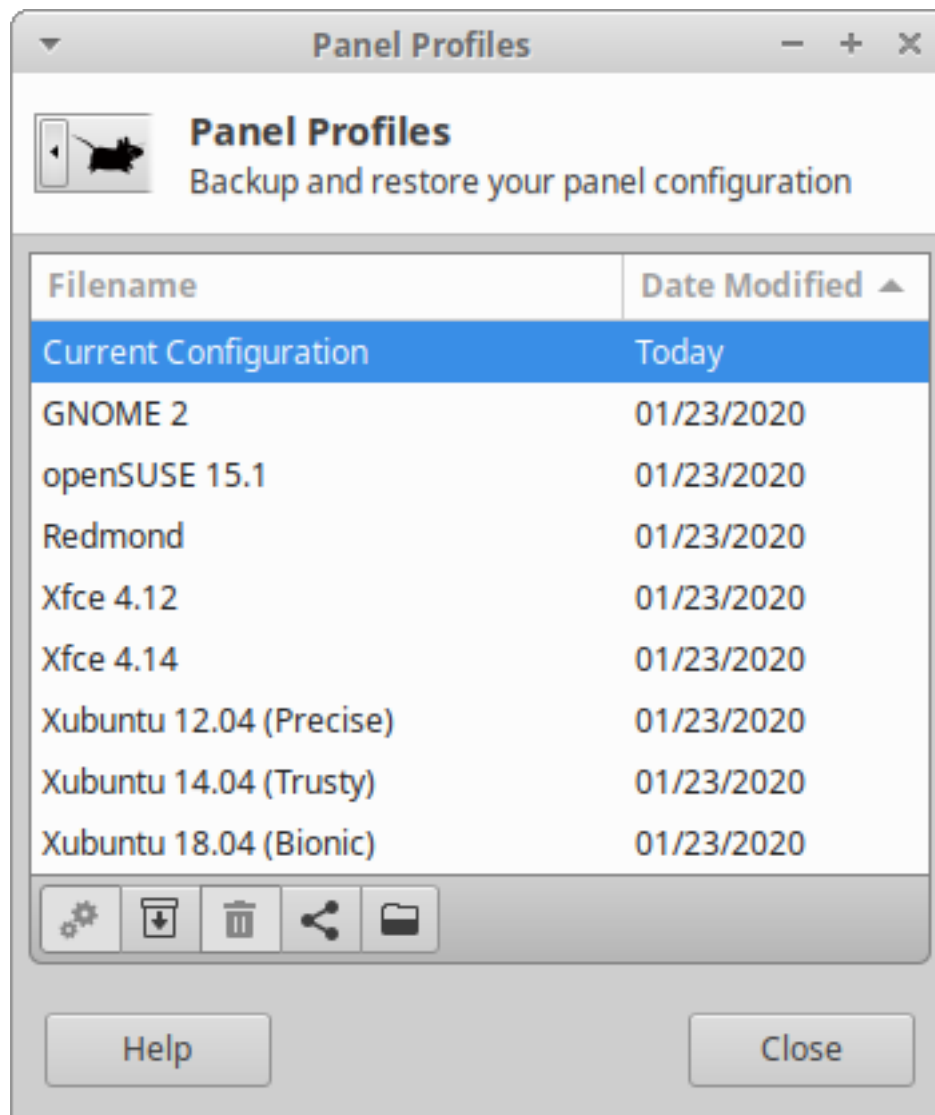 Panel Profiles
Panel Profiles
Backup and restore your panel configuration
Filename Date Modified
Current Configuration Today
GNOME 2 01/23/2020
openSUSE 15.1 01/23/2020
Redmond 01/23/2020
Xfce 4.12 01/23/2020
Xfce 4.14 01/23/2020
Xubuntu 12.04 (Precise) 01/23/2020
Xubuntu 14.04 (Trusty) 01/23/2020
Xubuntu 18.04 (Bionic) 01/23/2020
Help Close